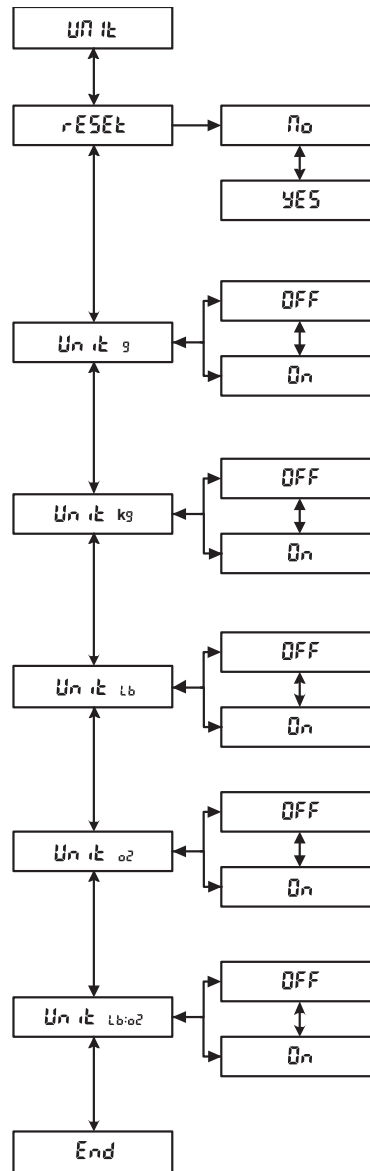 UNit
rESEt
No
YES
OFF
Unit g
On
OFF
Unit kg
On
OFF
Unit Lb
On
OFF
Unit oz
On
OFF
Unit Lb:oz
On
End